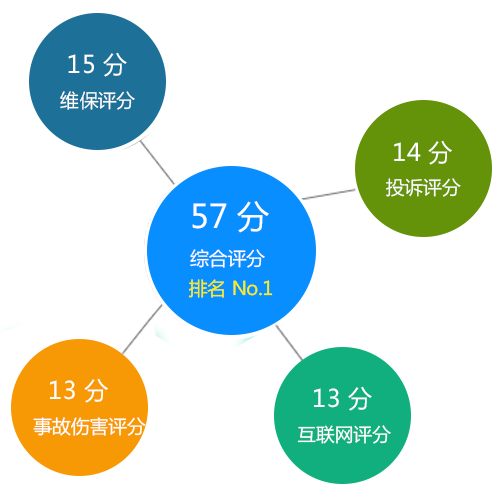 15 分
维保评分
14 分
投诉评分
57 分
综合评分
排名 No.1
13 分
事故伤害评分
13 分
互联网评分